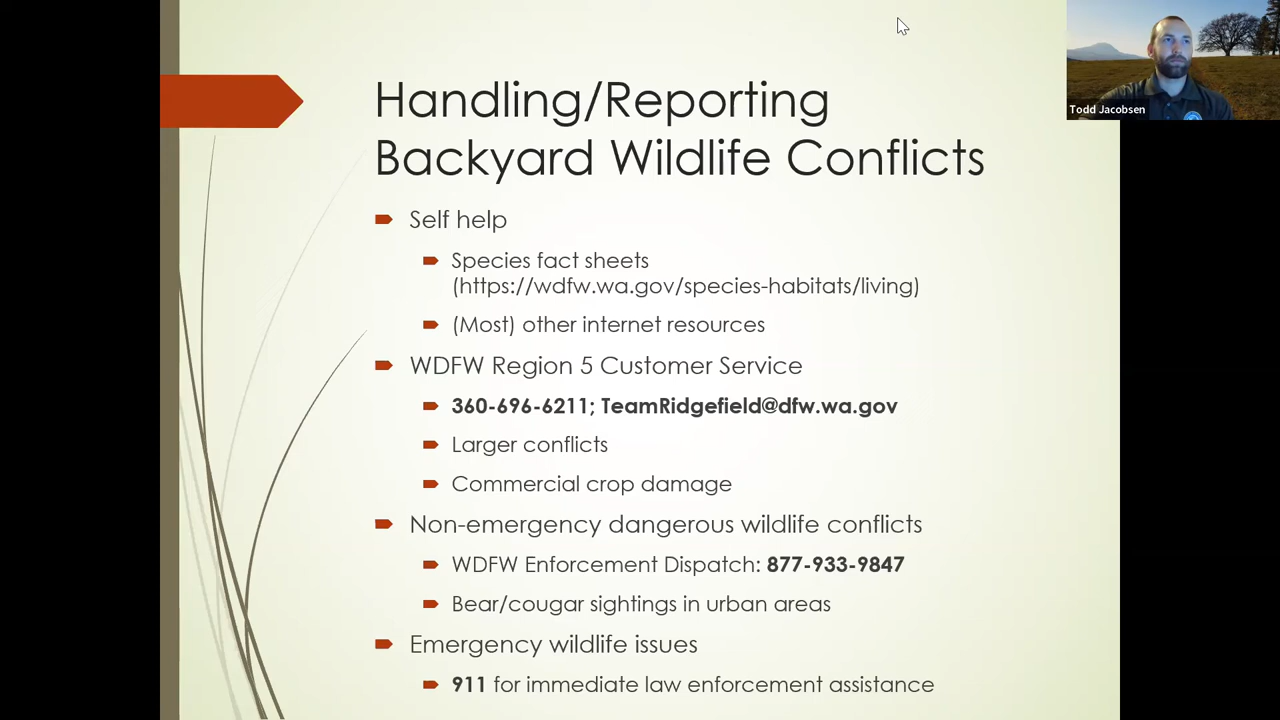 Handling/Reporting
Backyard Wildlife Conflicts
Todd Jacobsen
Self help
Species fact sheets
(https://wdfw.wa.gov/species-habitats/living)
(Most) other internet resources
WDFW Region 5 Customer Service
360-696-6211; TeamRidgefield@dfw.wa.gov
Larger conflicts
Commercial crop damage
Non-emergency dangerous wildlife conflicts
WDFW Enforcement Dispatch: 877-933-9847
Bear/cougar sightings in urban areas
Emergency wildlife issues
911 for immediate law enforcement assistance